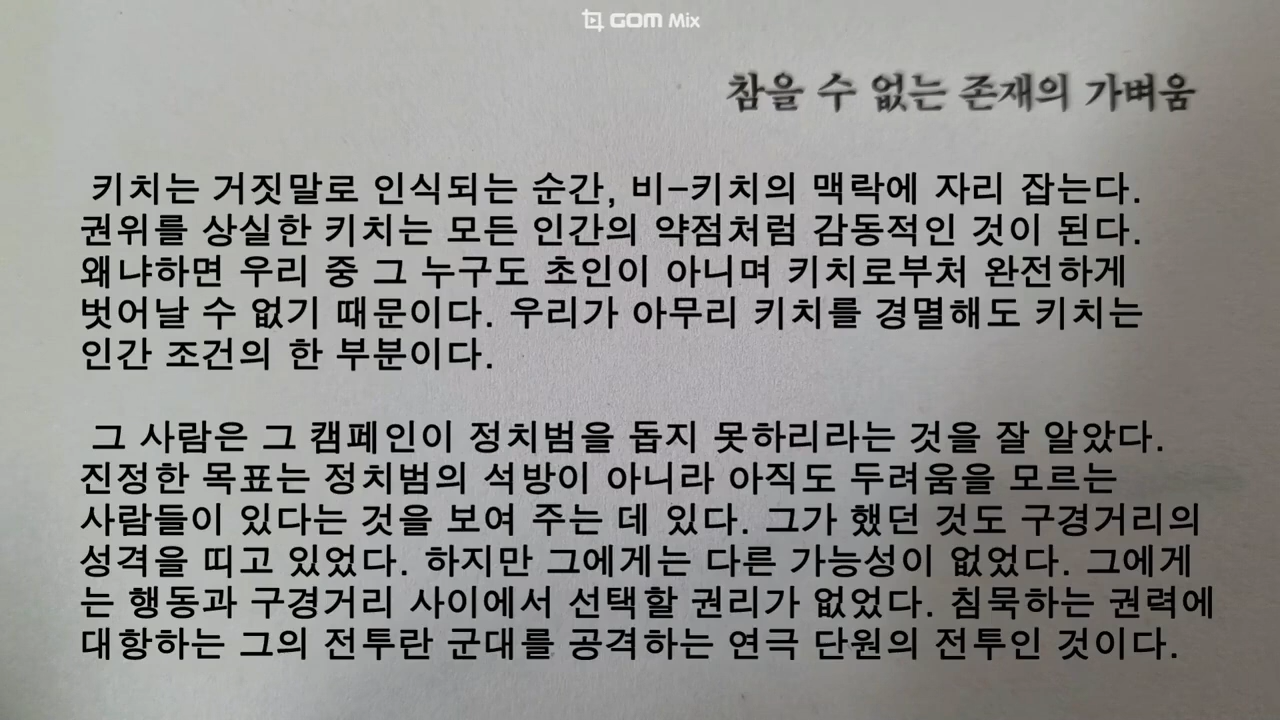 GOM Mix
참을 수 없는 존재의 가벼움
키치는 거짓말로 인식되는 순간, 비-키치의 맥락에 자리 잡는다.
권위를 상실한 키치는 모든 인간의 약점처럼 감동적인 것이 된다.
왜냐하면 우리 중 그 누구도 초인이 아니며 키치로부처 완전하게
벗어날 수 없기 때문이다. 우리가 아무리 키치를 경멸해도 키치는
인간 조건의 한 부분이다.
그 사람은 그 캠페인이 정치범을 돕지 못하리라는 것을 잘 알았다.
진정한 목표는 정치범의 석방이 아니라 아직도 두려움을 모르는
사람들이 있다는 것을 보여 주는 데 있다. 그가 했던 것도 구경거리의
성격을 띠고 있었다. 하지만 그에게는 다른 가능성이 없었다. 그에게
는 행동과 구경거리 사이에서 선택할 권리가 없었다. 침묵하는 권력에
대항하는 그의 전투란 군대를 공격하는 연극 단원의 전투인 것이다.